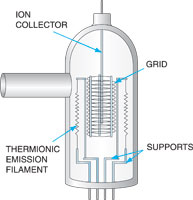 ION
COLLECTOR
GRID
THERMIONIC
EMISSION
FILAMENT
SUPPORTS